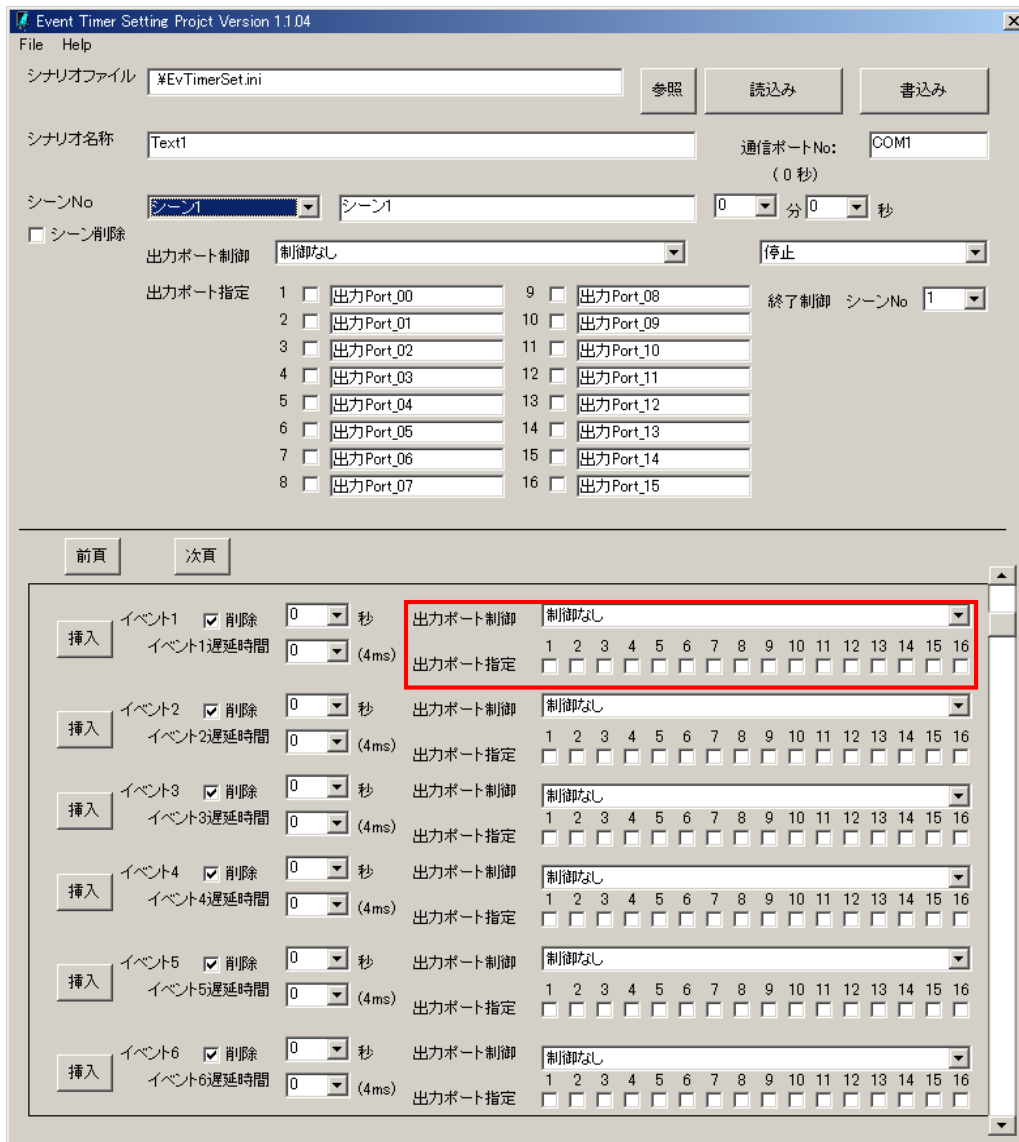 Event Timer Setting Projct Version 1.1.04
File Help
シナリオファイル ¥EvTimerSet.ini 参照 読込み 書込み
シナリオ名称 Text1 通信ポートNo: COM1
(0 秒)
シーンNo シーン1 シーン1 0 分 0 秒
シーン削除
出力ポート制御 制御なし 停止
出力ポート指定 1 出力Port_00 9 出力Port_08 終了制御 シーンNo 1
2 出力Port_01 10 出力Port_09
3 出力Port_02 11 出力Port_10
4 出力Port_03 12 出力Port_11
5 出力Port_04 13 出力Port_12
6 出力Port_05 14 出力Port_13
7 出力Port_06 15 出力Port_14
8 出力Port_07 16 出力Port_15
前頁 次頁
挿入 イベント1 削除 0 秒 出力ポート制御 制御なし
イベント1遅延時間 0 (4ms) 出力ポート指定 1 2 3 4 5 6 7 8 9 10 11 12 13 14 15 16
挿入 イベント2 削除 0 秒 出力ポート制御 制御なし
イベント2遅延時間 0 (4ms) 出力ポート指定 1 2 3 4 5 6 7 8 9 10 11 12 13 14 15 16
挿入 イベント3 削除 0 秒 出力ポート制御 制御なし
イベント3遅延時間 0 (4ms) 出力ポート指定 1 2 3 4 5 6 7 8 9 10 11 12 13 14 15 16
挿入 イベント4 削除 0 秒 出力ポート制御 制御なし
イベント4遅延時間 0 (4ms) 出力ポート指定 1 2 3 4 5 6 7 8 9 10 11 12 13 14 15 16
挿入 イベント5 削除 0 秒 出力ポート制御 制御なし
イベント5遅延時間 0 (4ms) 出力ポート指定 1 2 3 4 5 6 7 8 9 10 11 12 13 14 15 16
挿入 イベント6 削除 0 秒 出力ポート制御 制御なし
イベント6遅延時間 0 (4ms) 出力ポート指定 1 2 3 4 5 6 7 8 9 10 11 12 13 14 15 16